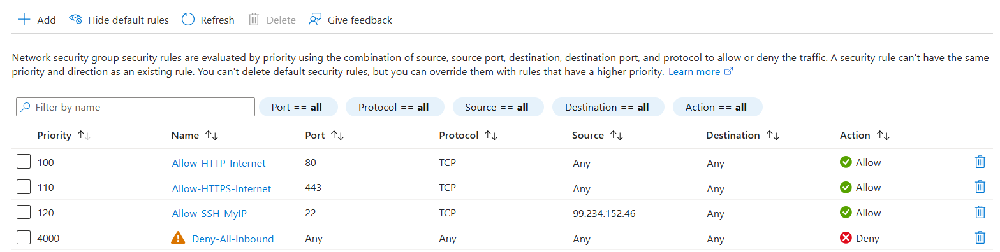 Add Hide default rules Refresh Delete Give feedback
Network security group security rules are evaluated by priority using the combination of source, source port, destination, destination port, and protocol to allow or deny the traffic. A security rule can't have the same
priority and direction as an existing rule. You can't delete default security rules, but you can override them with rules that have a higher priority. Learn more
Filter by name Port == all Protocol == all Source == all Destination == all Action == all
Priority Name Port Protocol Source Destination Action
100 Allow-HTTP-Internet 80 TCP Any Any Allow
110 Allow-HTTPS-Internet 443 TCP Any Any Allow
120 Allow-SSH-MyIP 22 TCP 99.234.152.46 Any Allow
4000 Deny-All-Inbound Any Any Any Any Deny